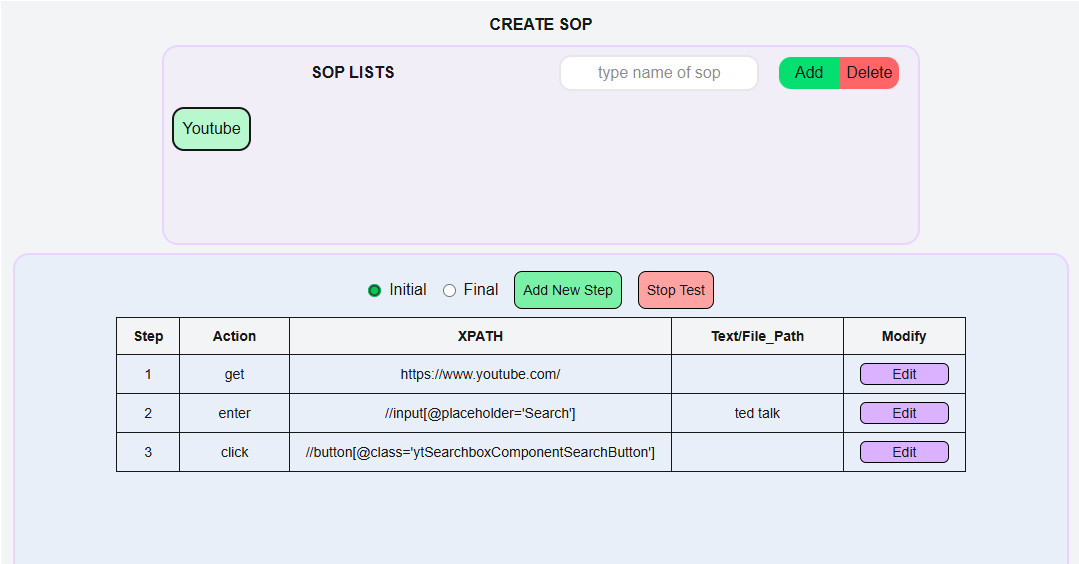 CREATE SOP
SOP LISTS type name of sop Add Delete
Youtube
Initial Final Add New Step Stop Test
Step Action XPATH Text/File_Path Modify
1 get https://www.youtube.com/ Edit
2 enter //input[@placeholder='Search'] ted talk Edit
3 click //button[@class='ytSearchboxComponentSearchButton'] Edit